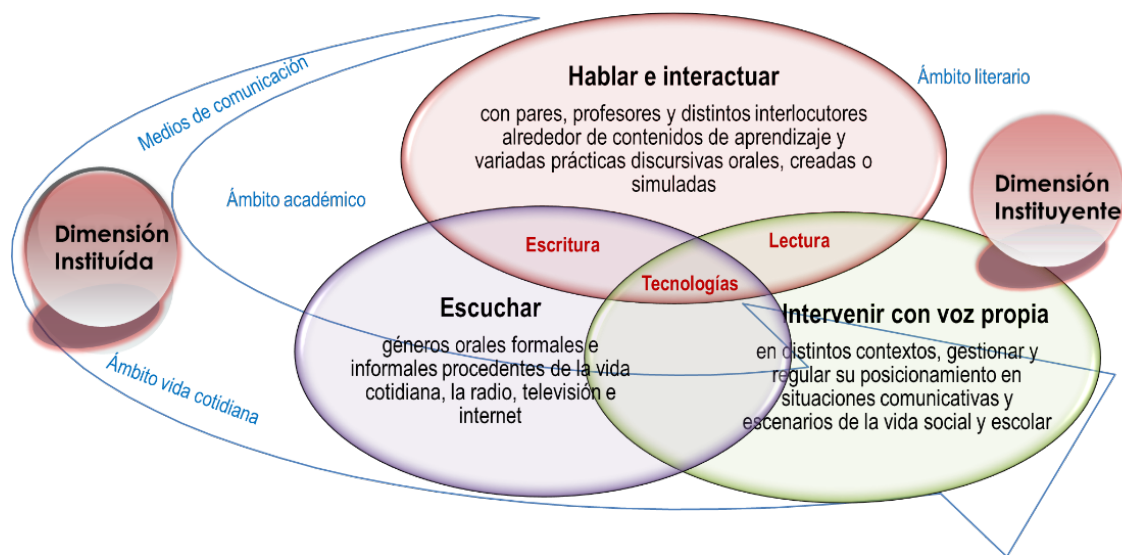 Medios de comunicación
Hablar e interactuar
con pares, profesores y distintos interlocutores
alrededor de contenidos de aprendizaje y
variadas prácticas discursivas orales, creadas o
simuladas
Ámbito literario
Ámbito académico
Dimensión
Instituyente
Dimensión
Instituída
Escritura
Lectura
Tecnologías
Escuchar
géneros orales formales e
informales procedentes de la vida
cotidiana, la radio, televisión e
internet
Intervenir con voz propia
en distintos contextos, gestionar y
regular su posicionamiento en
situaciones comunicativas y
escenarios de la vida social y escolar
Ámbito vida cotidiana